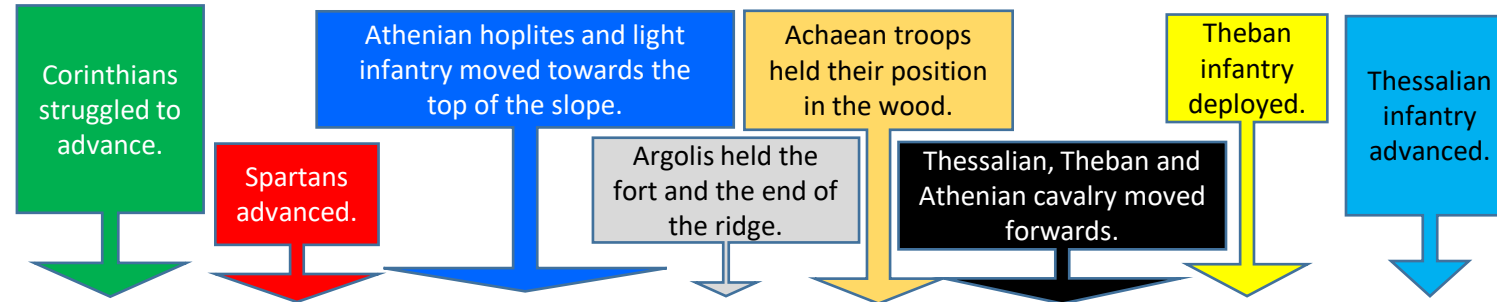 Corinthians
struggled to
advance.
Spartans
advanced.
Athenian hoplites and light
infantry moved towards the
top of the slope.
Argolis held the
fort and the end of
the ridge.
Achaean troops
held their position
in the wood.
Thessalian, Theban and
Athenian cavalry moved
forwards.
Theban
infantry
deployed.
Thessalian
infantry
advanced.